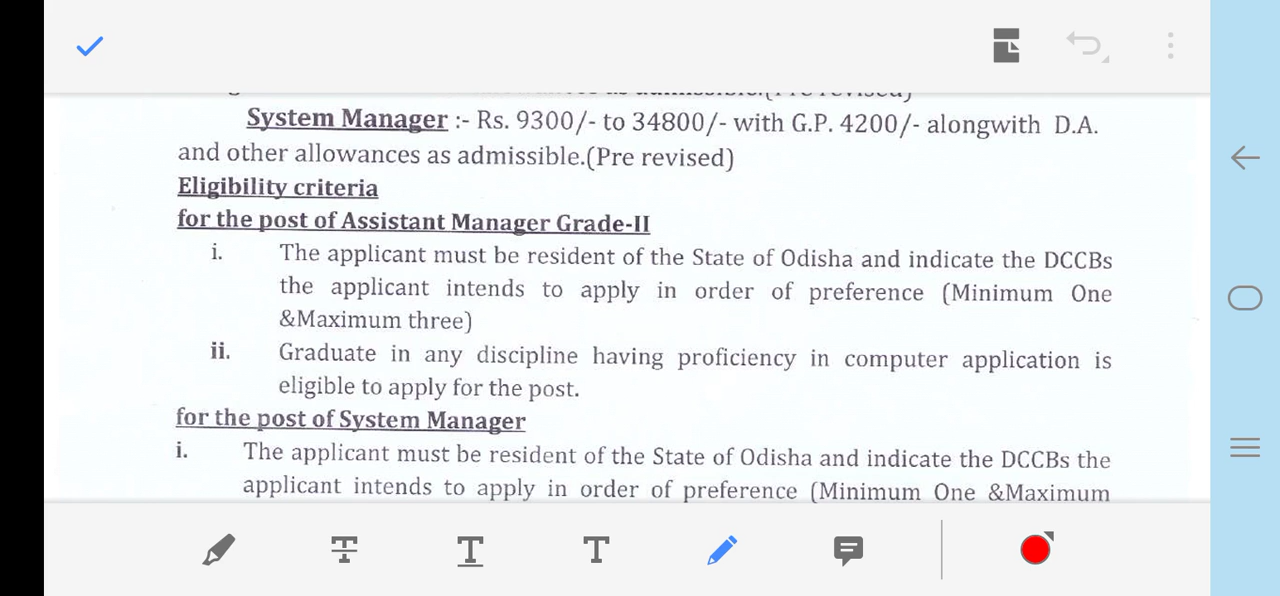 admissible.(Pre revised)
System Manager :- Rs. 9300/- to 34800/- with G.P. 4200/- alongwith D.A.
and other allowances as admissible.(Pre revised)
Eligibility criteria
for the post of Assistant Manager Grade-II
i. The applicant must be resident of the State of Odisha and indicate the DCCBs
the applicant intends to apply in order of preference (Minimum One
&Maximum three)
ii. Graduate in any discipline having proficiency in computer application is
eligible to apply for the post.
for the post of System Manager
i. The applicant must be resident of the State of Odisha and indicate the DCCBs the
applicant intends to apply in order of preference (Minimum One &Maximum